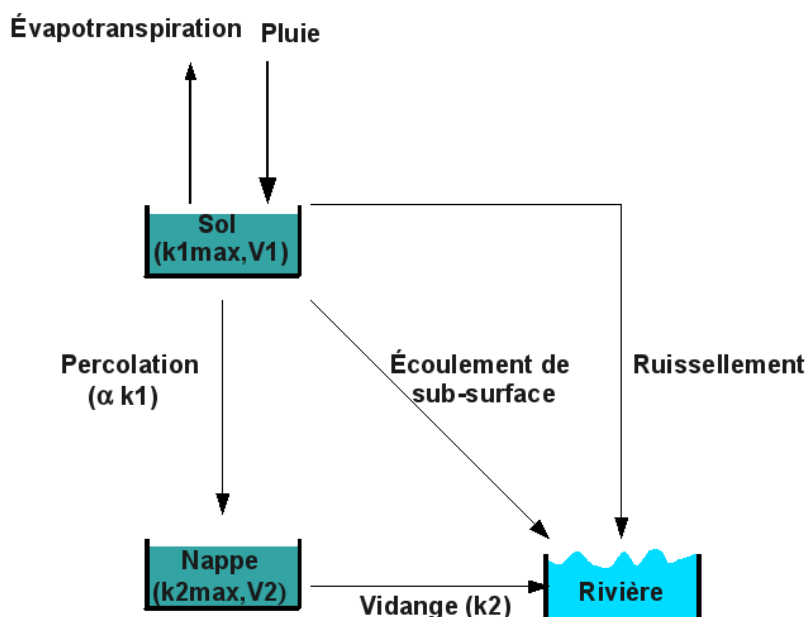 Évapotranspiration
Pluie
Sol
(k1max,V1)
Percolation
(α k1)
Écoulement de
sub-surface
Ruissellement
Nappe
(k2max,V2)
Vidange (k2)
Rivière